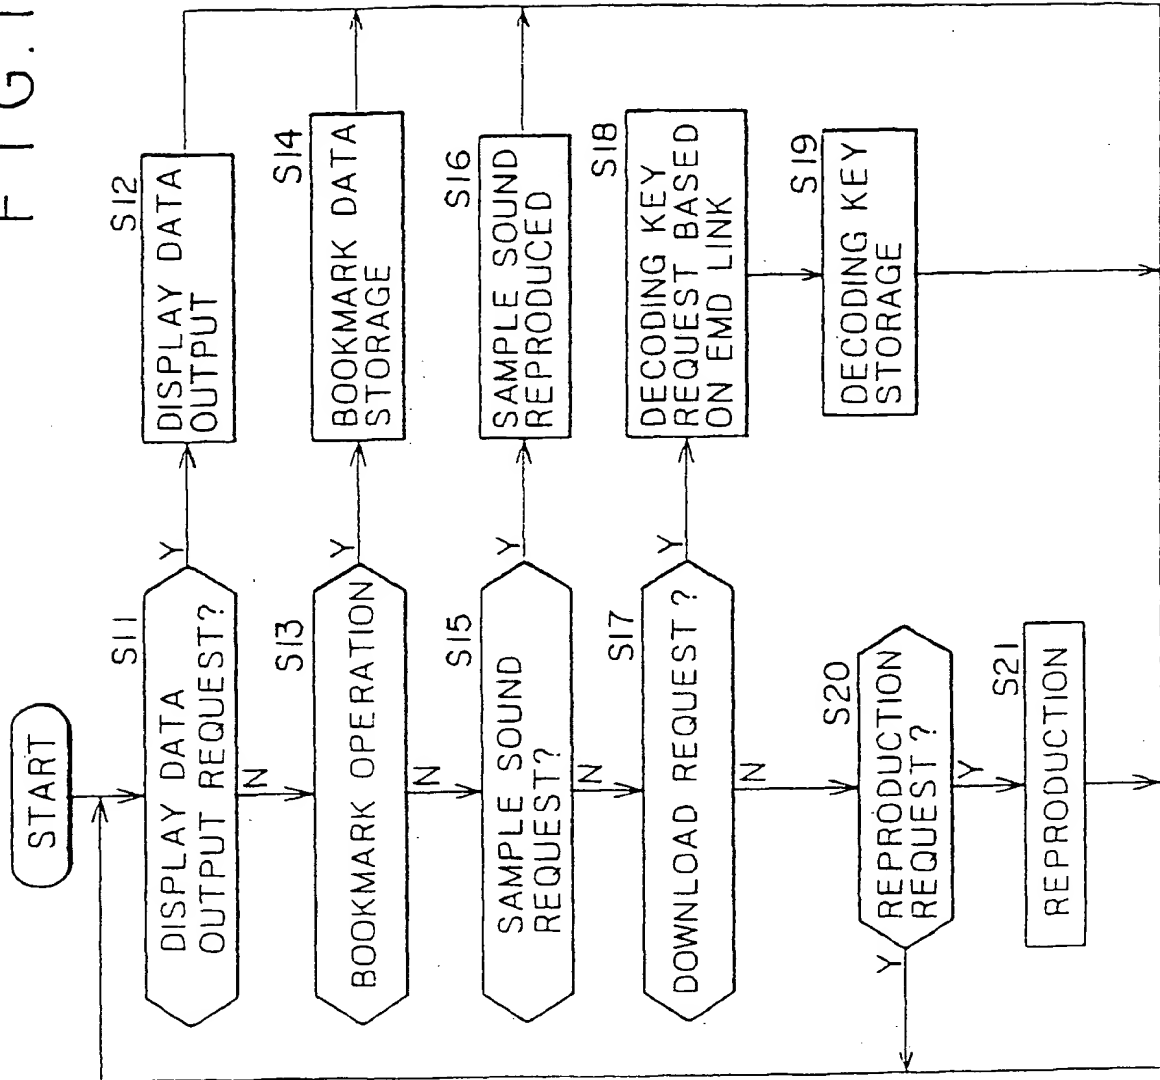 FIG.1
START
S11
DISPLAY DATA
OUTPUT REQUEST?
Y
N
S12
DISPLAY DATA
OUTPUT
S13
BOOKMARK OPERATION
Y
N
S14
BOOKMARK DATA
STORAGE
S15
SAMPLE SOUND
REQUEST?
Y
N
S16
SAMPLE SOUND
REPRODUCED
S17
DOWNLOAD REQUEST?
Y
N
S18
DECODING KEY
REQUEST BASED
ON EMD LINK
S19
DECODING KEY
STORAGE
S20
REPRODUCTION
REQUEST?
Y
Y
S21
REPRODUCTION